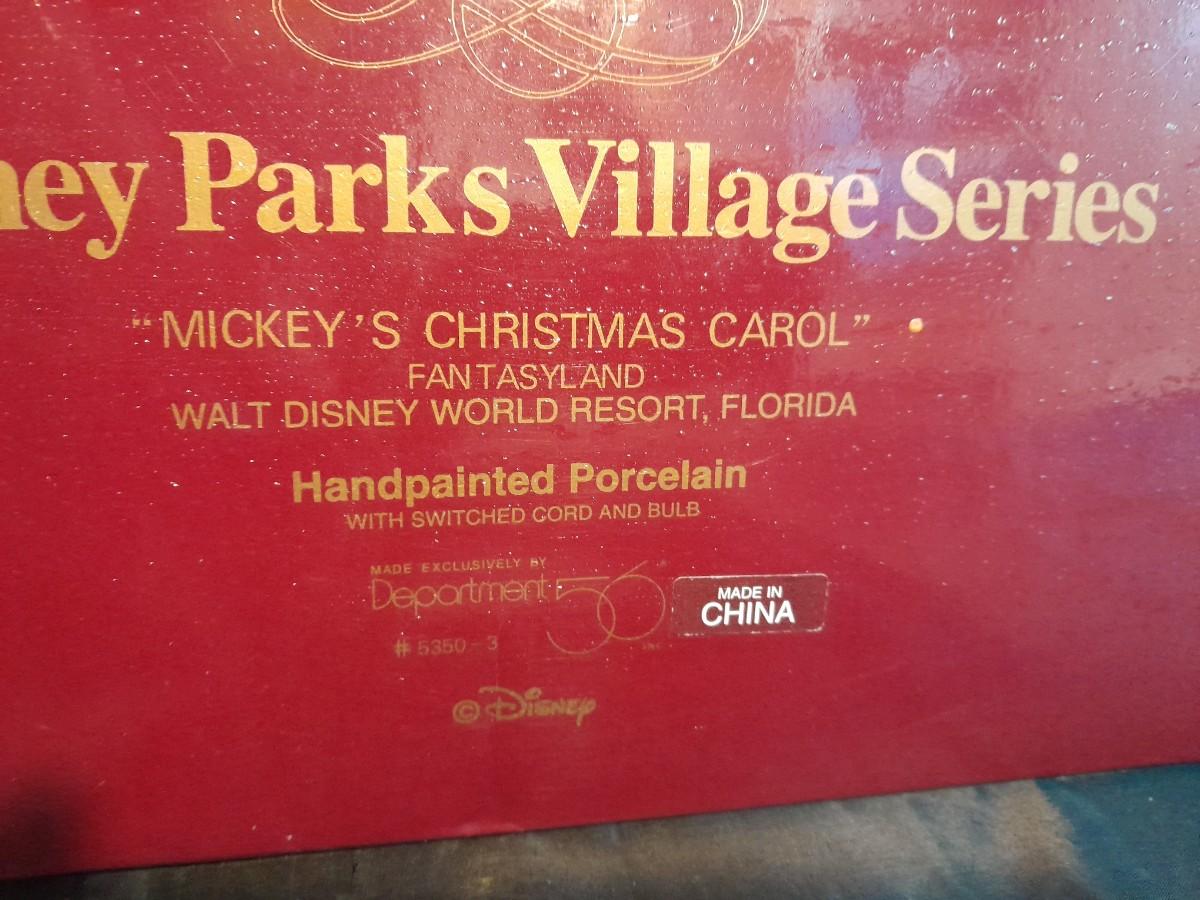 ney Parks Village Series
"MICKEY'S CHRISTMAS CAROL"
FANTASYLAND
WALT DISNEY WORLD RESORT, FLORIDA
Handpainted Porcelain
WITH SWITCHED CORD AND BULB
MADE EXCLUSIVELY BY
Department 56 ® INC.
MADE IN
CHINA
# 5350-3
© Disney